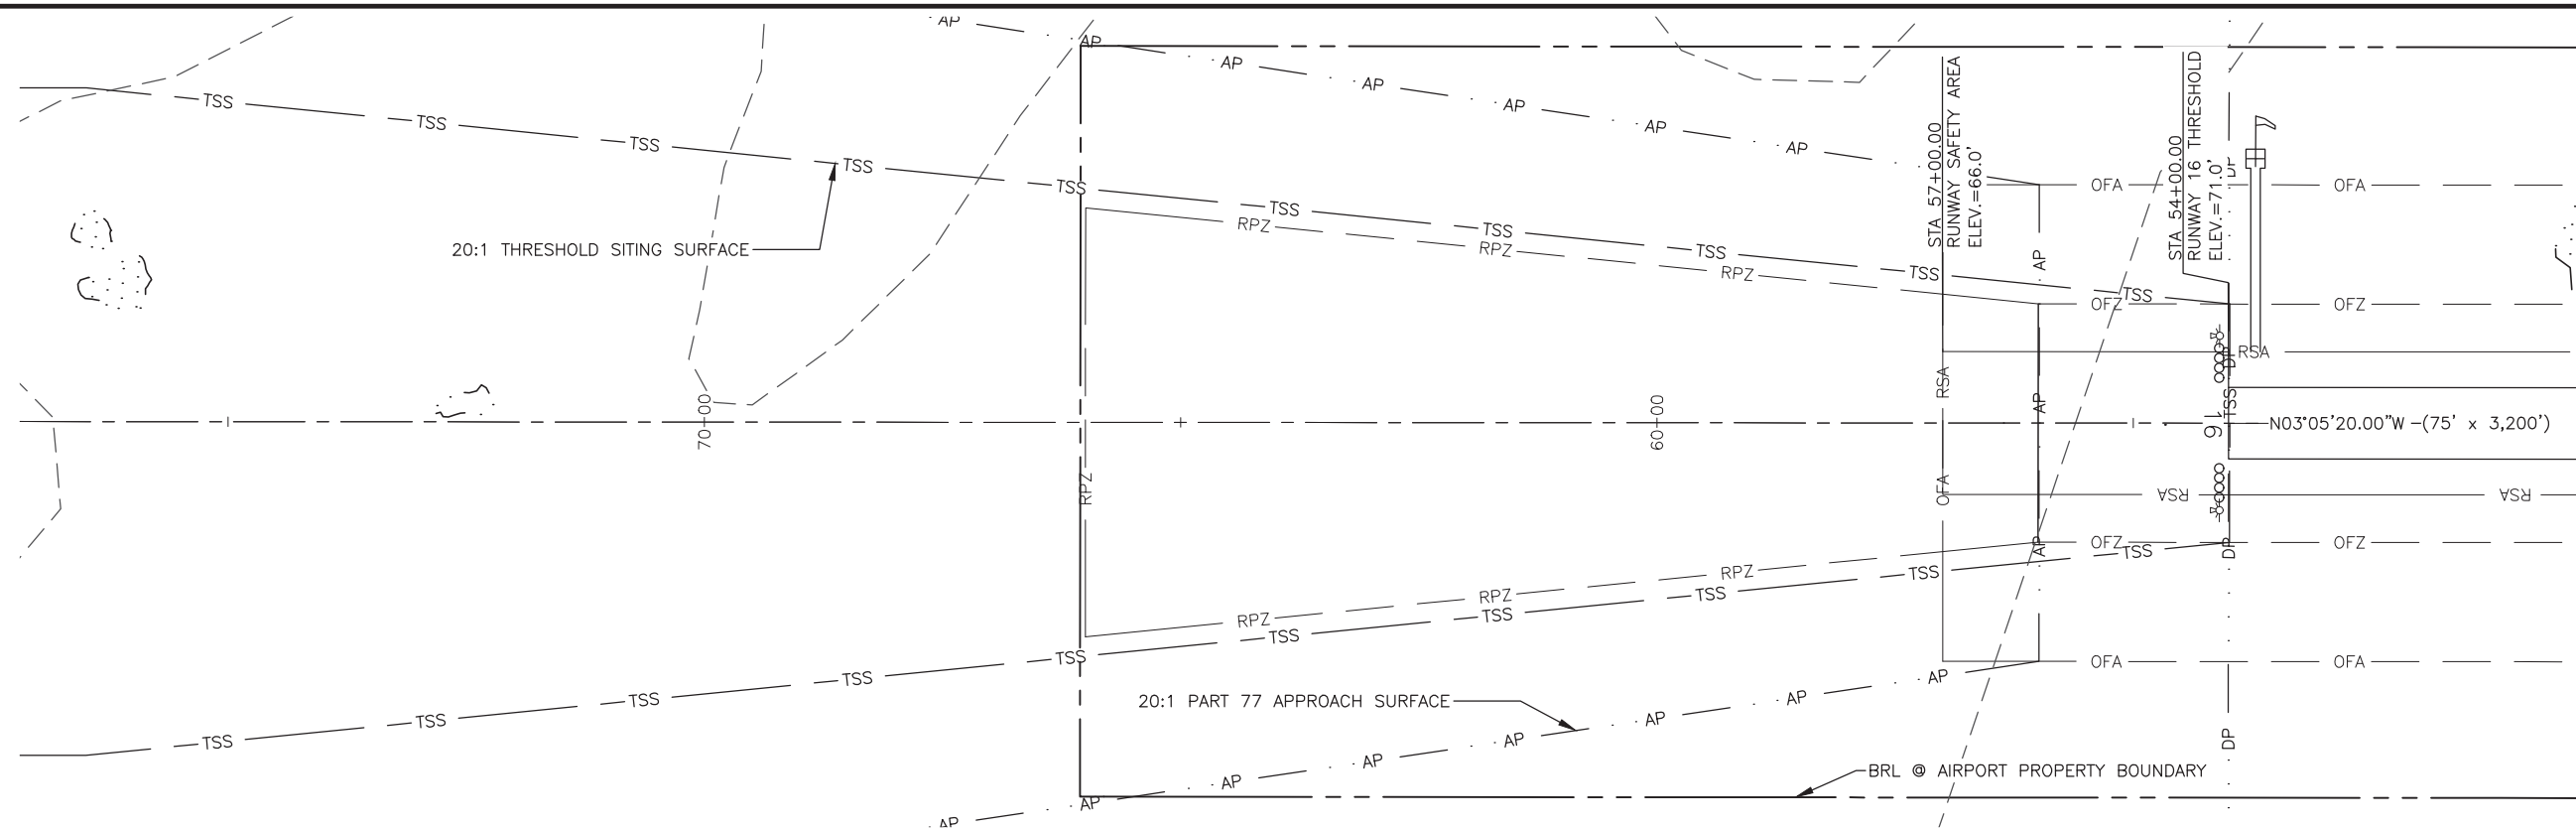 AP
AP
AP
AP
AP
AP
AP
TSS
TSS
TSS
TSS
TSS
TSS
TSS
TSS
TSS
TSS
20:1 THRESHOLD SITING SURFACE
RPZ
RPZ
RPZ
STA 57+00.00
RUNWAY SAFETY AREA
ELEV.=66.0'
STA 54+00.00
RUNWAY 16 THRESHOLD
ELEV.=71.0'
OFA
OFA
AP
OFZ
OFZ
RSA
DP
RSA
AP
TSS
70+00
60+00
16
N03°05'20.00"W -(75' x 3,200')
RPZ
OFA
RSA
RSA
AP
OFZ
DP
OFZ
TSS
TSS
TSS
TSS
TSS
TSS
TSS
TSS
TSS
TSS
RPZ
RPZ
RPZ
OFA
OFA
20:1 PART 77 APPROACH SURFACE
AP
AP
AP
AP
AP
AP
AP
AP
DP
BRL @ AIRPORT PROPERTY BOUNDARY